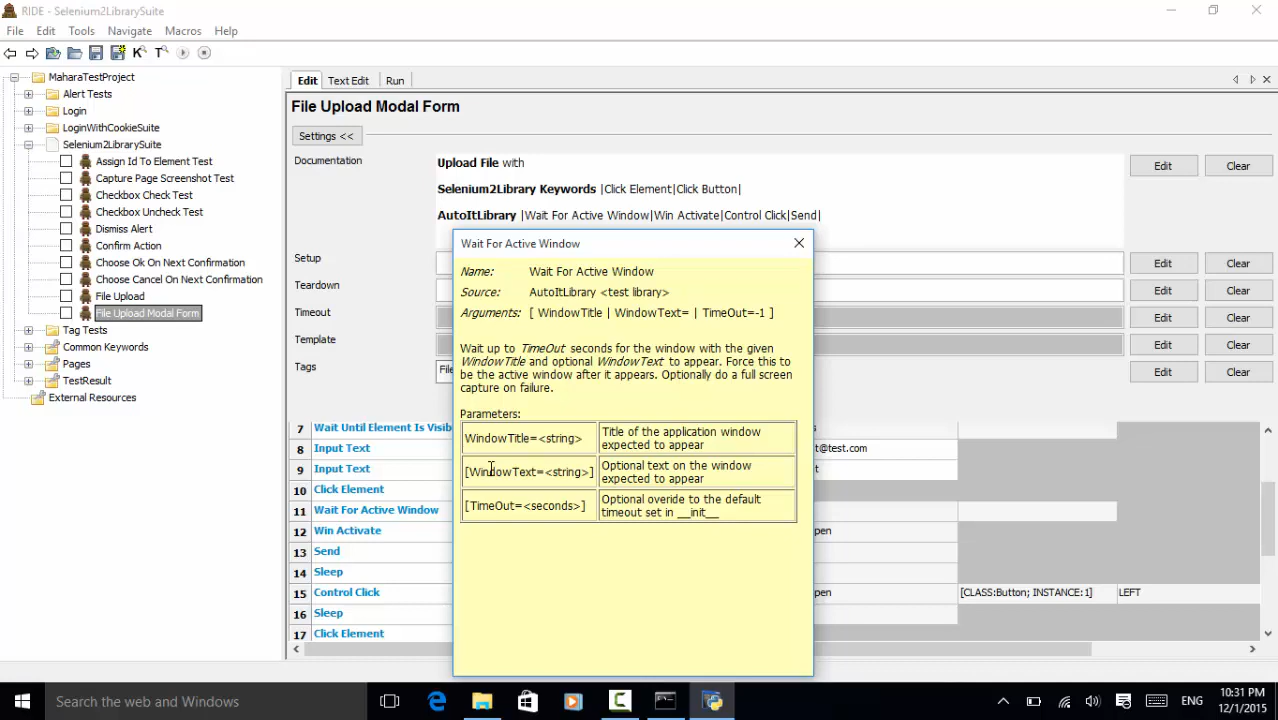 RIDE - Selenium2LibrarySuite
File Edit Tools Navigate Macros Help
MaharaTestProject
Alert Tests
Login
LoginWithCookieSuite
Selenium2LibrarySuite
Assign Id To Element Test
Capture Page Screenshot Test
Checkbox Check Test
Checkbox Uncheck Test
Dismiss Alert
Confirm Action
Choose Ok On Next Confirmation
Choose Cancel On Next Confirmation
File Upload
File Upload Modal Form
Tag Tests
Common Keywords
Pages
TestResult
External Resources
Edit Text Edit Run
File Upload Modal Form
Settings <<
Documentation
Upload File with
Selenium2Library Keywords |Click Element|Click Button|
AutoItLibrary |Wait For Active Window|Win Activate|Control Click|Send|
Edit Clear
Setup
Edit Clear
Teardown
Edit Clear
Timeout
Edit Clear
Template
Edit Clear
Tags
Edit Clear
7 Wait Until Element Is Visib
8 Input Text t@test.com
9 Input Text
10 Click Element
11 Wait For Active Window
12 Win Activate pen
13 Send
14 Sleep
15 Control Click pen [CLASS:Button; INSTANCE:1] LEFT
16 Sleep
17 Click Element
Wait For Active Window
Name: Wait For Active Window
Source: AutoItLibrary <test library>
Arguments: [ WindowTitle | WindowText= | TimeOut=-1 ]
Wait up to TimeOut seconds for the window with the given
WindowTitle and optional WindowText to appear. Force this to
be the active window after it appears. Optionally do a full screen
capture on failure.
Parameters:
WindowTitle=<string> Title of the application window
expected to appear
[WindowText=<string>] Optional text on the window
expected to appear
[TimeOut=<seconds>] Optional overide to the default
timeout set in __init__
Search the web and Windows
ENG
10:31 PM
12/1/2015